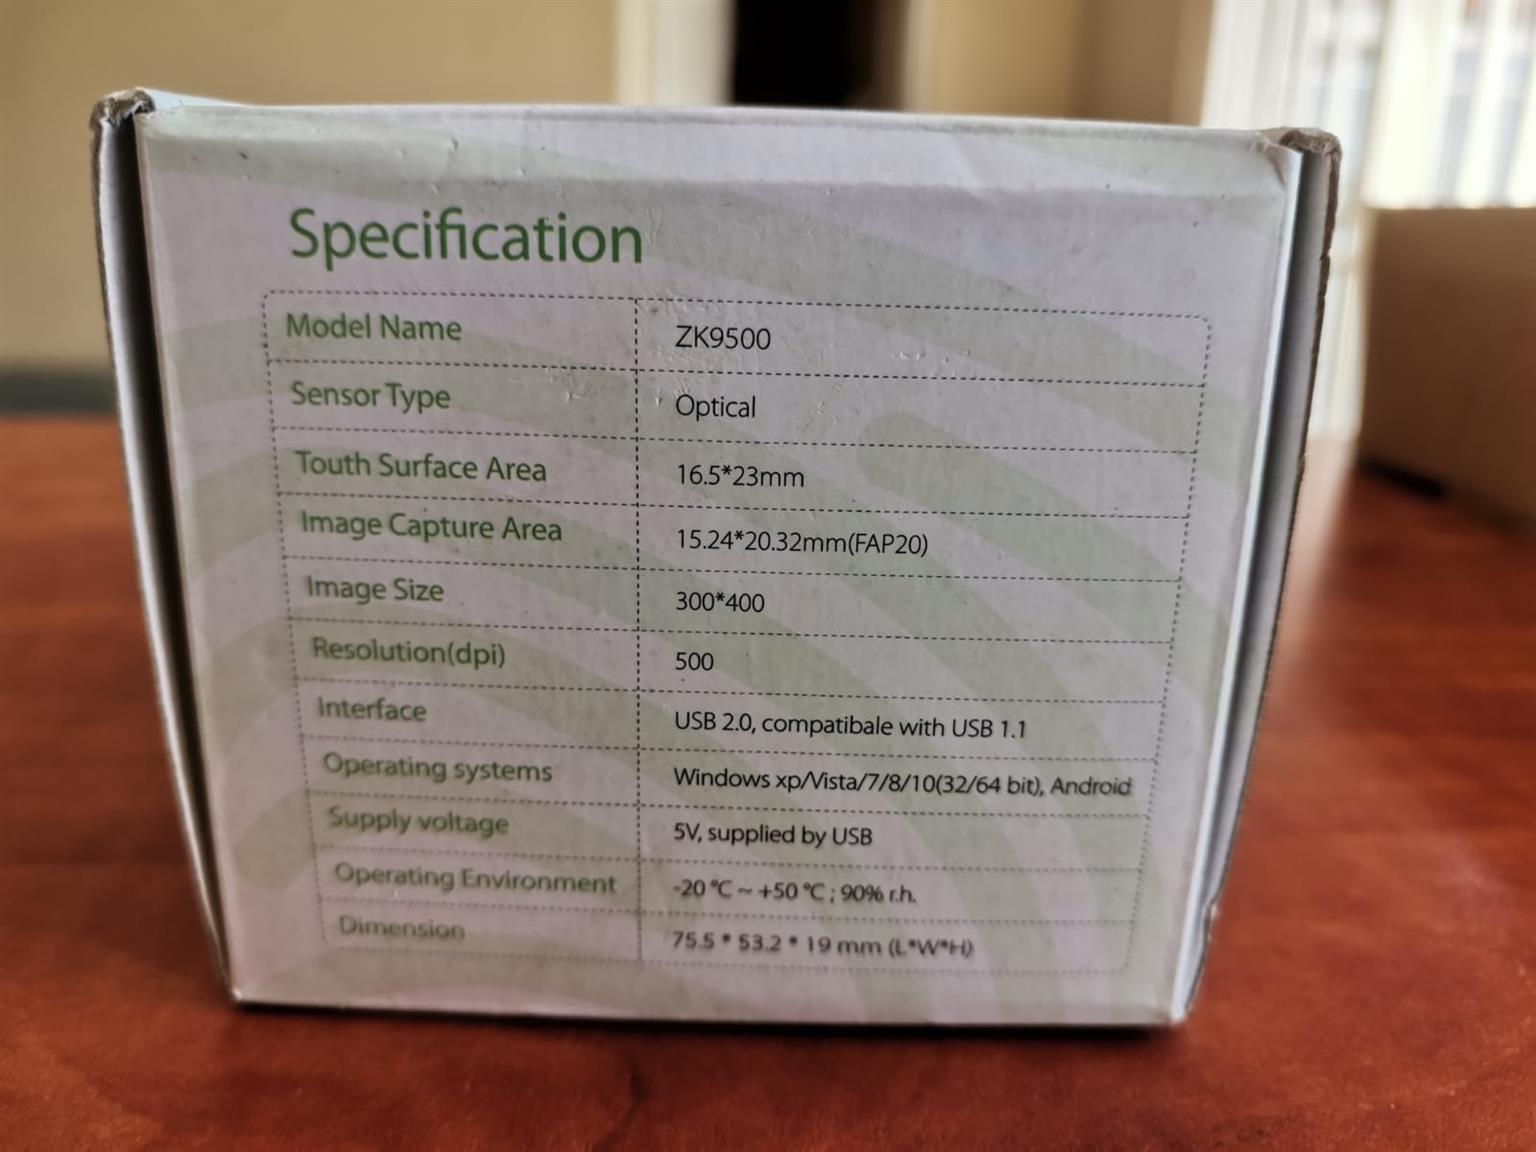 Specification
Model Name ZK9500
Sensor Type Optical
Touth Surface Area 16.5*23mm
Image Capture Area 15.24*20.32mm(FAP20)
Image Size 300*400
Resolution(dpi) 500
Interface USB 2.0, compatibale with USB 1.1
Operating systems Windows xp/Vista/7/8/10(32/64 bit), Android
Supply voltage 5V, supplied by USB
Operating Environment -20 °C ~ +50 °C ; 90% r.h.
Dimension 75.5 * 53.2 * 19 mm (L*W*H)